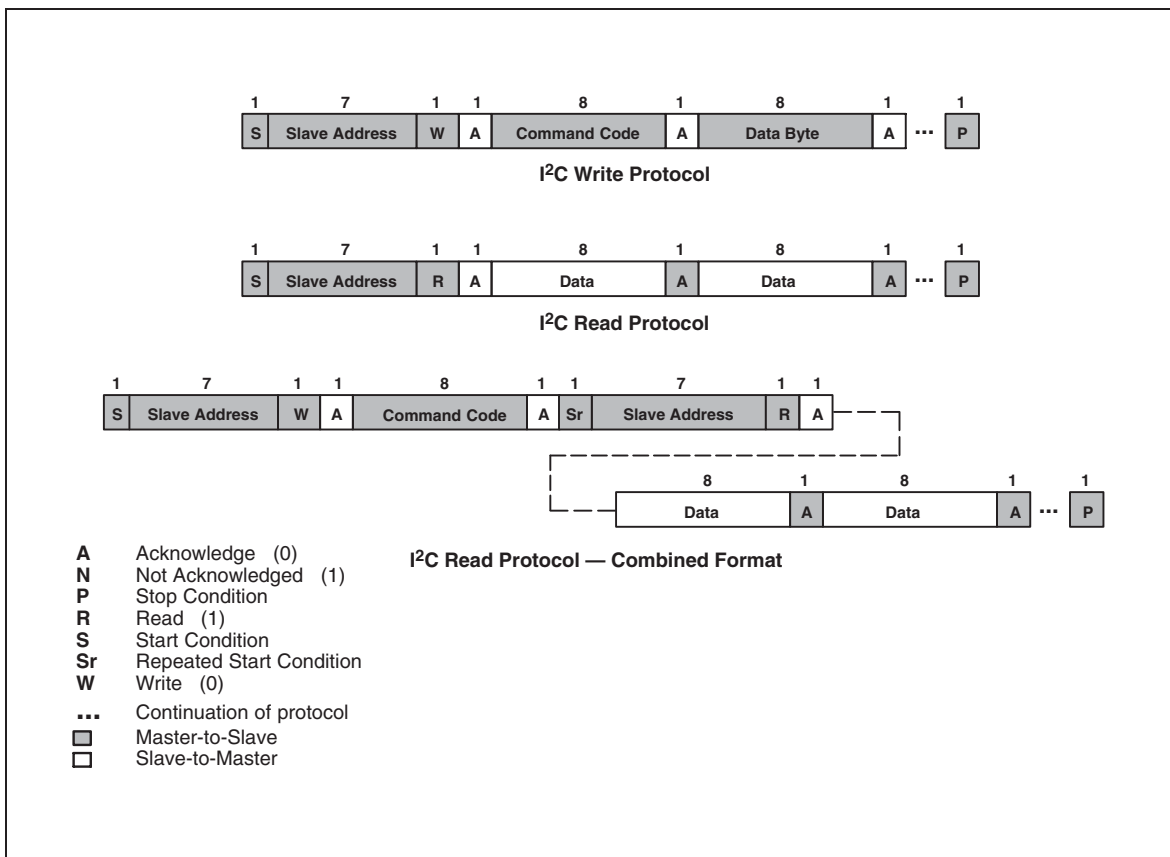 1 7 1 1 8 1 8 1 1
S Slave Address W A Command Code A Data Byte A ... P
I2C Write Protocol
1 7 1 1 8 1 8 1 1
S Slave Address R A Data A Data A ... P
I2C Read Protocol
1 7 1 1 8 1 1 7 1 1
S Slave Address W A Command Code A Sr Slave Address R A
8 1 8 1 1
Data A Data A ... P
I2C Read Protocol — Combined Format
A Acknowledge (0)
N Not Acknowledged (1)
P Stop Condition
R Read (1)
S Start Condition
Sr Repeated Start Condition
W Write (0)
... Continuation of protocol
Master-to-Slave
Slave-to-Master